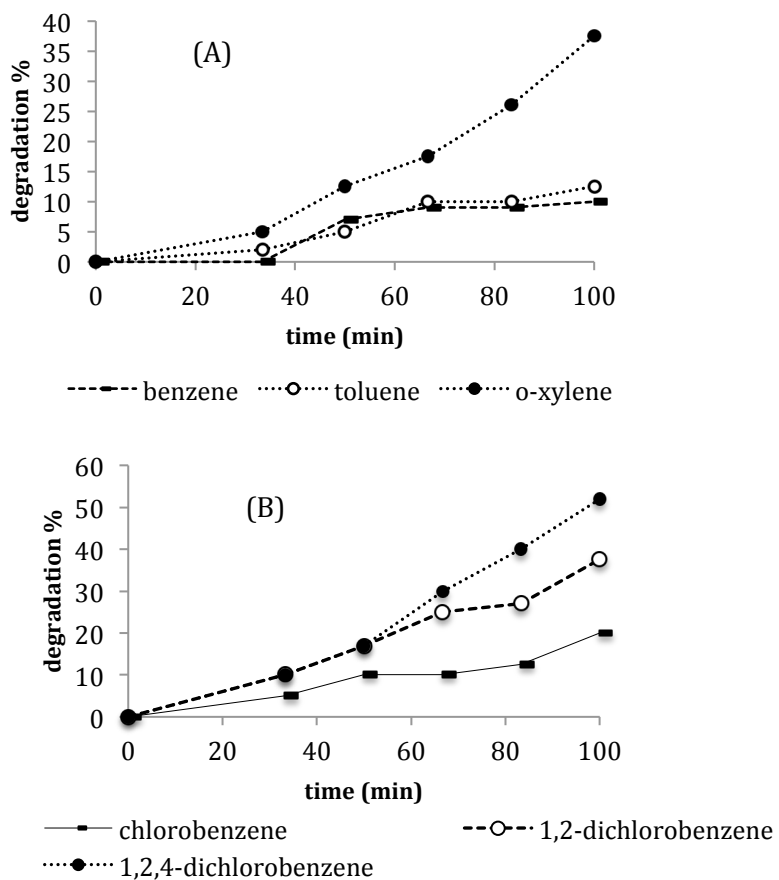 (A)
degradation %
40
35
30
25
20
15
10
5
0
0 20 40 60 80 100
time (min)
benzene toluene o-xylene
(B)
degradation %
60
50
40
30
20
10
0
0 20 40 60 80 100
time (min)
chlorobenzene 1,2-dichlorobenzene
1,2,4-dichlorobenzene